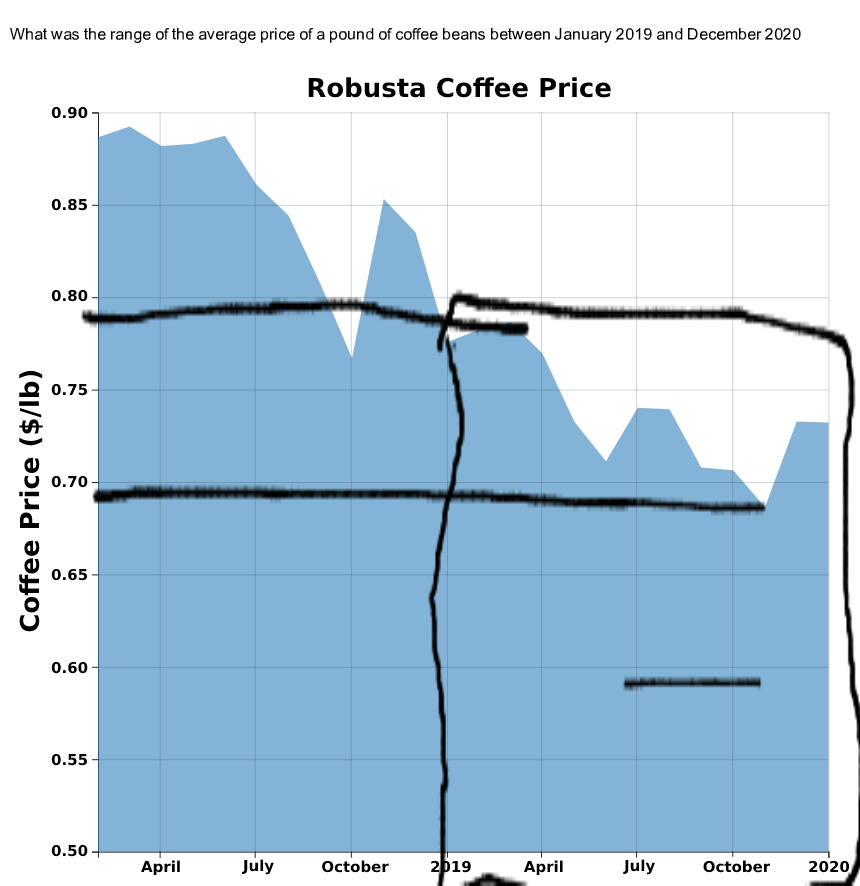 What was the range of the average price of a pound of coffee beans between January 2019 and December 2020
Robusta Coffee Price
Coffee Price ($/lb)
0.90
0.85
0.80
0.75
0.70
0.65
0.60
0.55
0.50
April July October 2019 April July October 2020